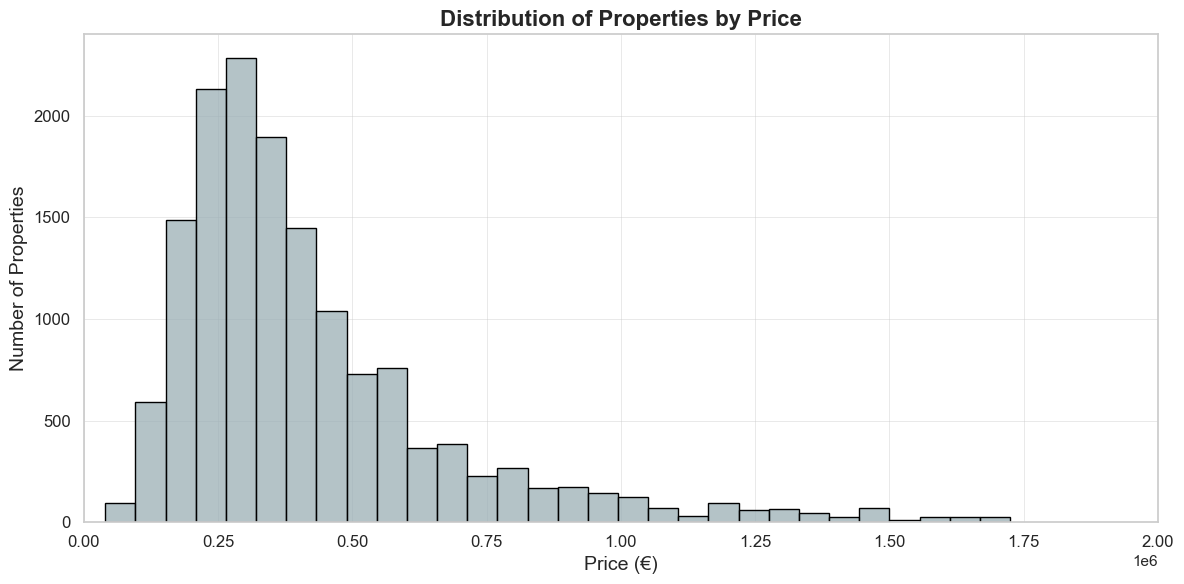 Distribution of Properties by Price
Number of Properties
2000
1500
1000
500
0
0.00 0.25 0.50 0.75 1.00 1.25 1.50 1.75 2.00
1e6
Price (€)